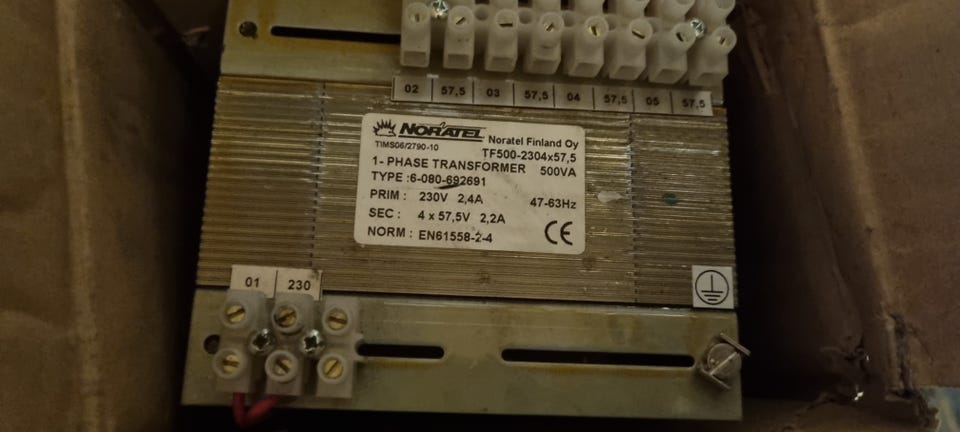 02 57,5 03 57,5 04 57,5 05 57,5
NORATEL Noratel Finland Oy
TIMS06/2790-10 TF500-2304x57,5
1- PHASE TRANSFORMER 500VA
TYPE :6-080-692691
PRIM : 230V 2,4A 47-63Hz
SEC : 4 x 57,5V 2,2A
NORM : EN61558-2-4 CE
01 230